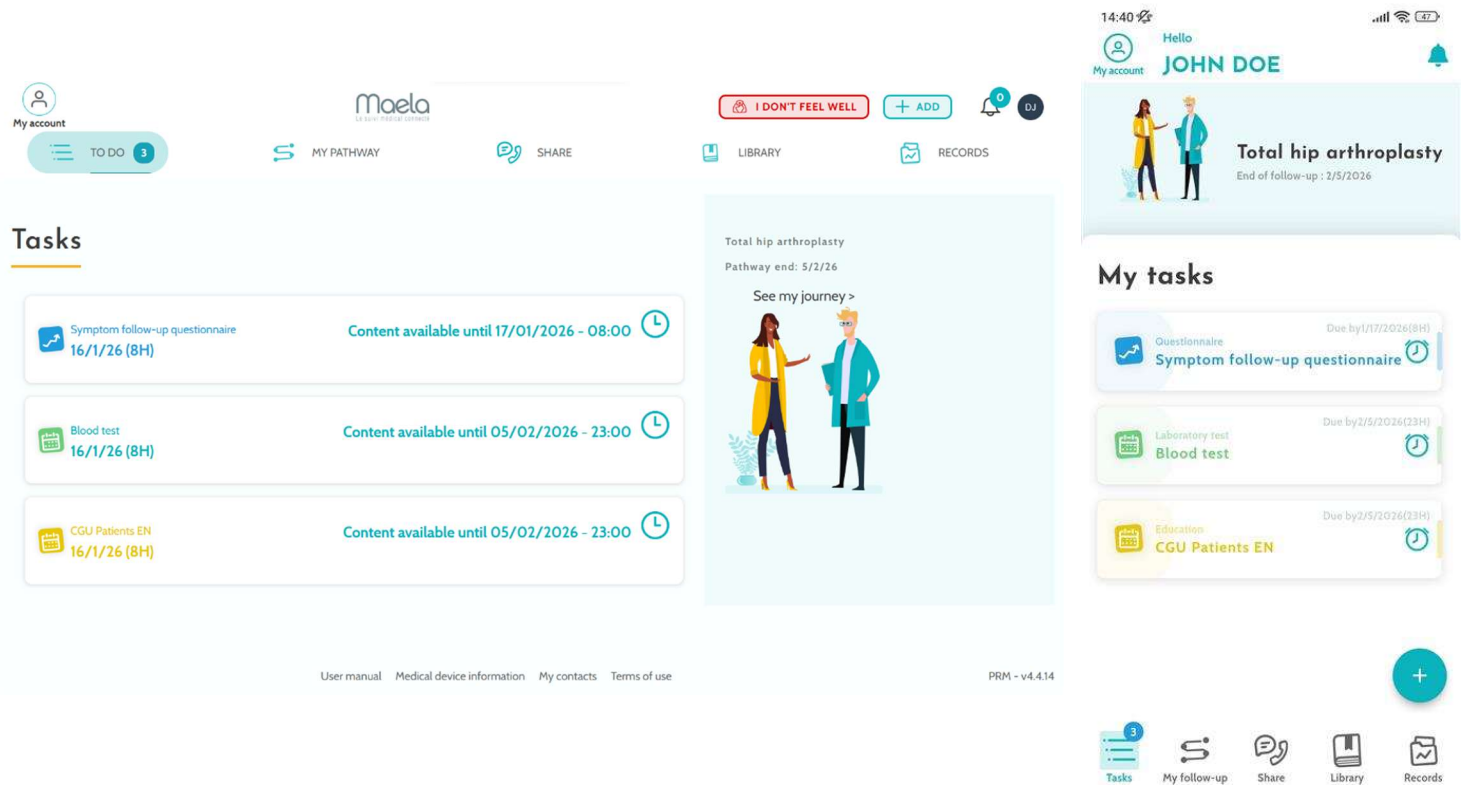 My account
Maela
Le suivi médical connecté
I DON'T FEEL WELL
+ ADD
0
DJ
TO DO 3
MY PATHWAY
SHARE
LIBRARY
RECORDS
Tasks
Symptom follow-up questionnaire
16/1/26 (8H)
Content available until 17/01/2026 - 08:00
Blood test
16/1/26 (8H)
Content available until 05/02/2026 - 23:00
CGU Patients EN
16/1/26 (8H)
Content available until 05/02/2026 - 23:00
Total hip arthroplasty
Pathway end: 5/2/26
See my journey >
User manual Medical device information My contacts Terms of use
PRM - v4.4.14
14:40
47
My account
Hello
JOHN DOE
Total hip arthroplasty
End of follow-up : 2/5/2026
My tasks
Due by1/17/2026(8H)
Questionnaire
Symptom follow-up questionnaire
Due by2/5/2026(23H)
Laboratory test
Blood test
Due by2/5/2026(23H)
Education
CGU Patients EN
+
3
Tasks
My follow-up
Share
Library
Records